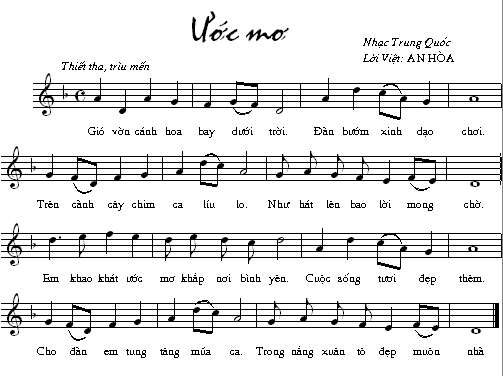 Ước mơ
Nhạc Trung Quốc
Lời Việt: AN HÒA
Thiết tha, trìu mến
Gió vờn cánh hoa bay dưới trời. Đàn bướm xinh dạo chơi.
Trên cành cây chim ca líu lo. Như hát lên bao lời mong chờ.
Em khao khát ước mơ khắp nơi bình yên. Cuộc sống tươi đẹp thêm.
Cho đàn em tung tăng múa ca. Trong nắng xuân tô đẹp muôn nhà